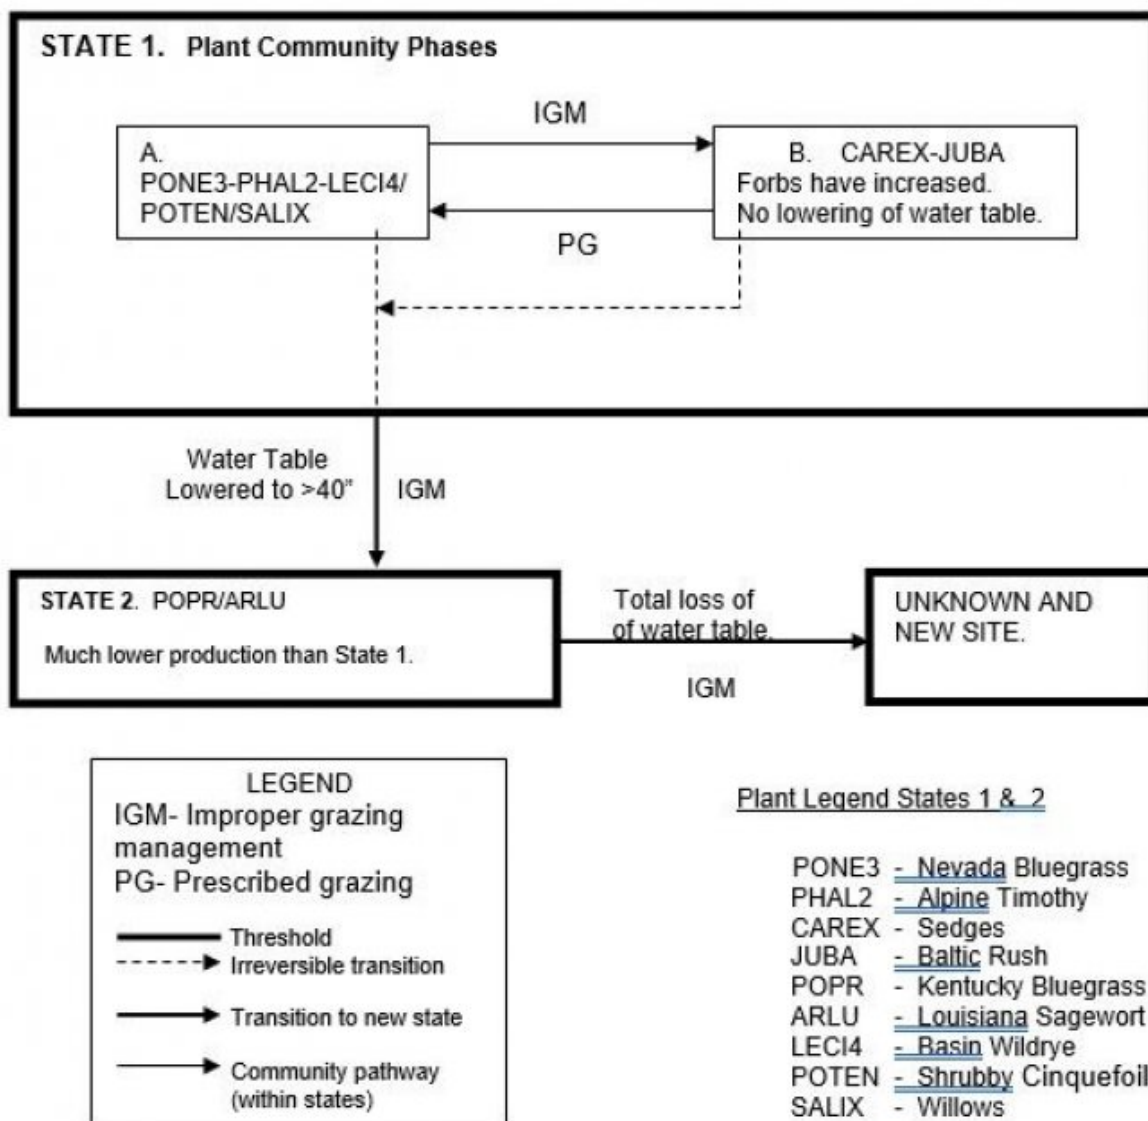 STATE 1. Plant Community Phases
IGM
A.
PONE3-PHAL2-LECI4/
POTEN/SALIX
B. CAREX-JUBA
Forbs have increased.
No lowering of water table.
PG
Water Table
Lowered to >40"
IGM
STATE 2. POPR/ARLU
Much lower production than State 1.
Total loss of
of water table.
IGM
UNKNOWN AND
NEW SITE.
LEGEND
IGM- Improper grazing
management
PG- Prescribed grazing
Threshold
Irreversible transition
Transition to new state
Community pathway
(within states)
Plant Legend States 1 & 2
PONE3 - Nevada Bluegrass
PHAL2 - Alpine Timothy
CAREX - Sedges
JUBA - Baltic Rush
POPR - Kentucky Bluegrass
ARLU - Louisiana Sagewort
LECI4 - Basin Wildrye
POTEN - Shrubby Cinquefoil
SALIX - Willows